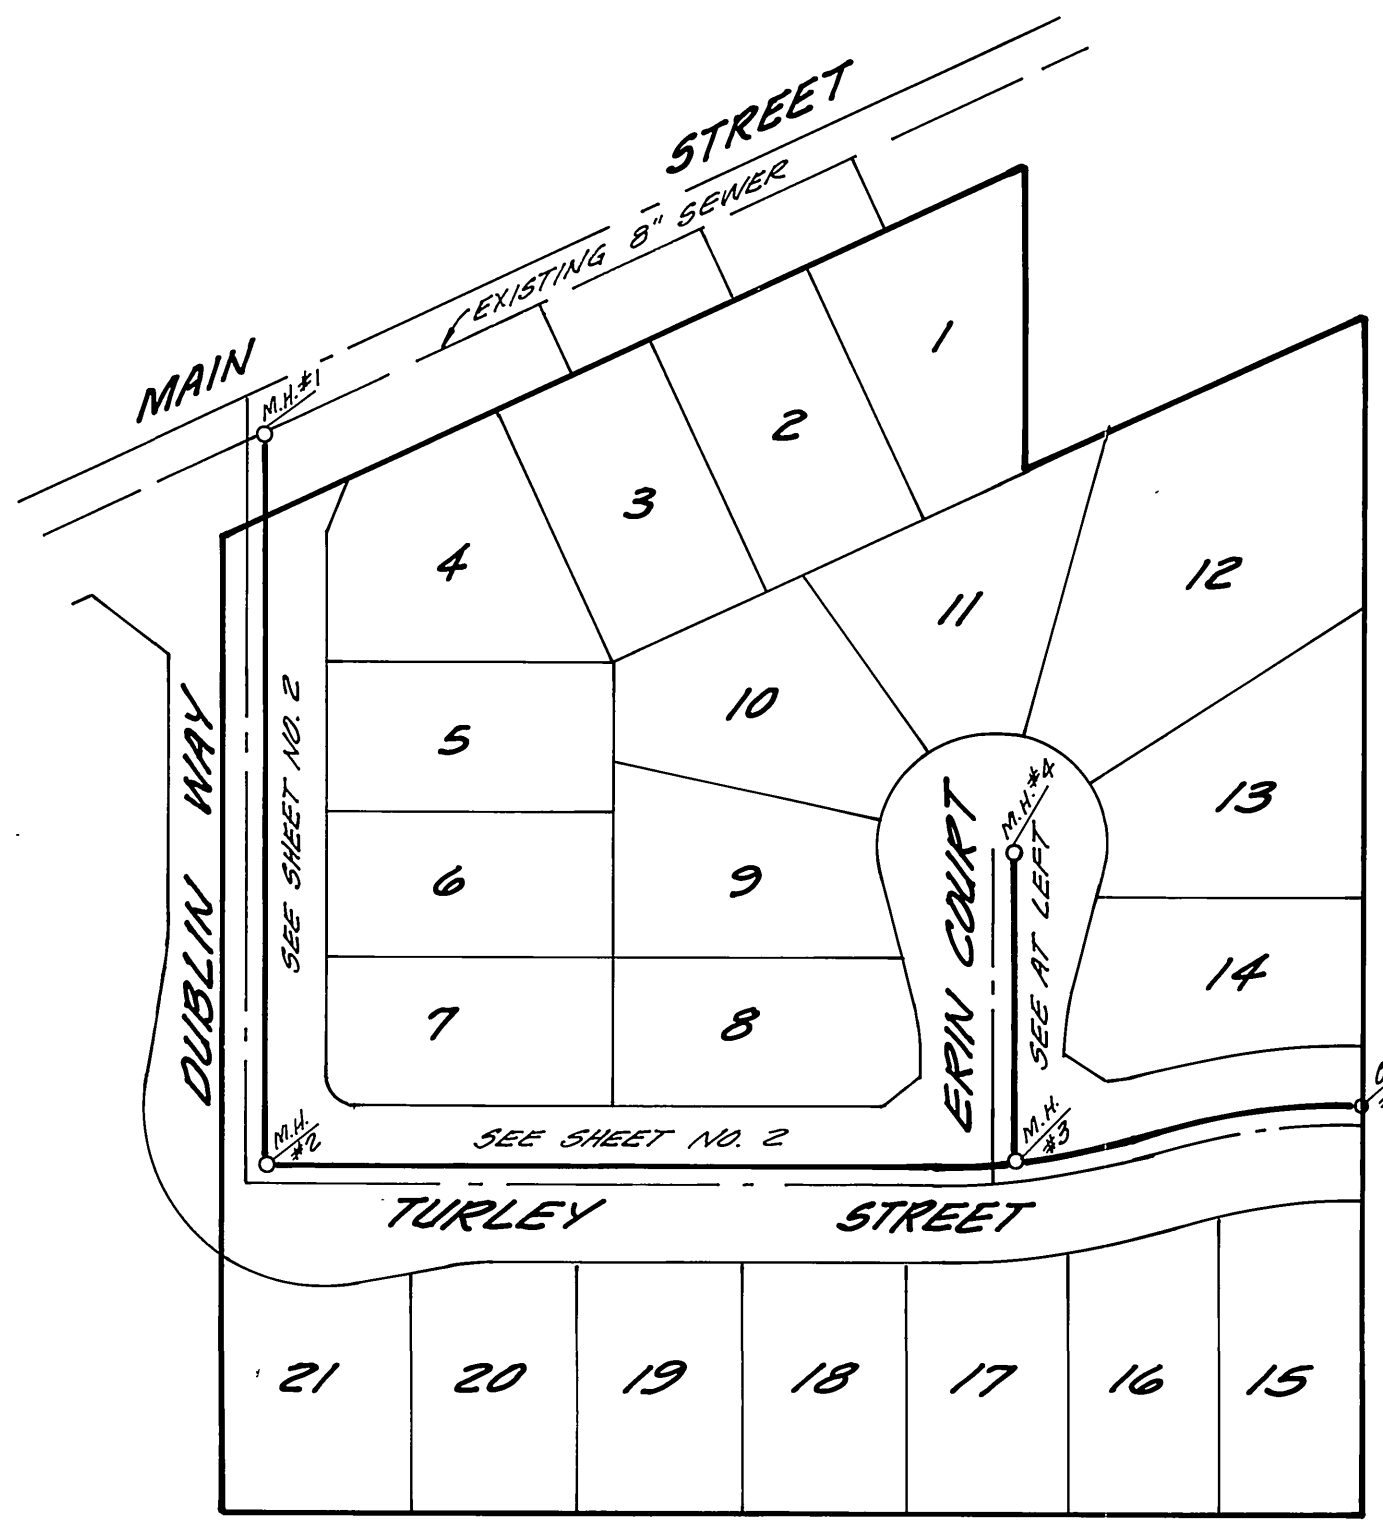 MAIN STREET
EXISTING 8" SEWER
M.H.#1
1
2
3
4
5
6
7
8
9
10
11
12
13
14
DUBLIN WAY
SEE SHEET NO. 2
ERIN COURT
M.H.#4
SEE AT LEFT
M.H.
#2
SEE SHEET NO. 2
M.H.
#3
TURLEY STREET
21
20
19
18
17
16
15